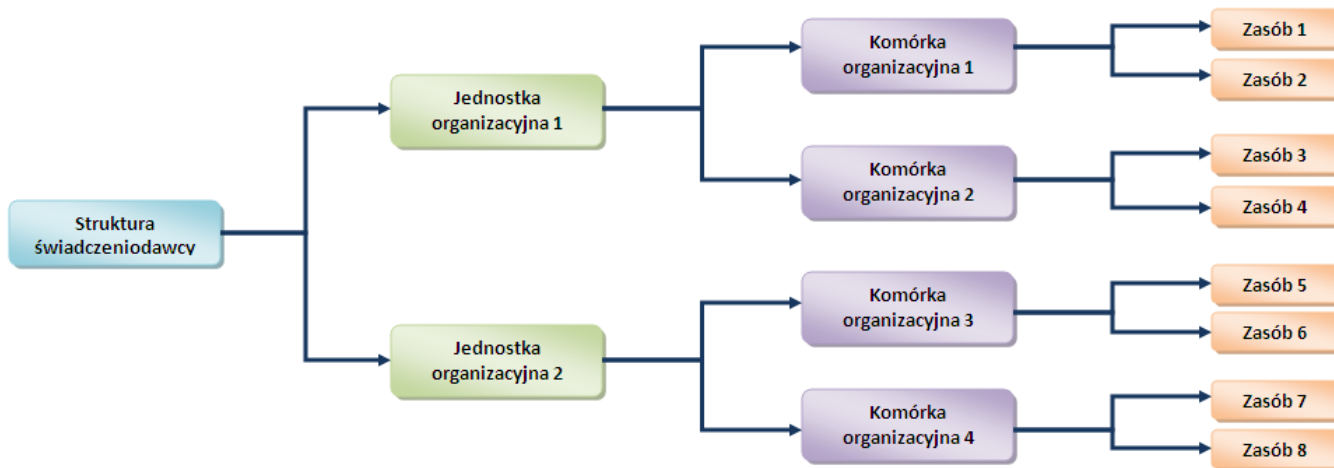 Struktura
świadczeniodawcy
Jednostka
organizacyjna 1
Jednostka
organizacyjna 2
Komórka
organizacyjna 1
Komórka
organizacyjna 2
Komórka
organizacyjna 3
Komórka
organizacyjna 4
Zasób 1
Zasób 2
Zasób 3
Zasób 4
Zasób 5
Zasób 6
Zasób 7
Zasób 8